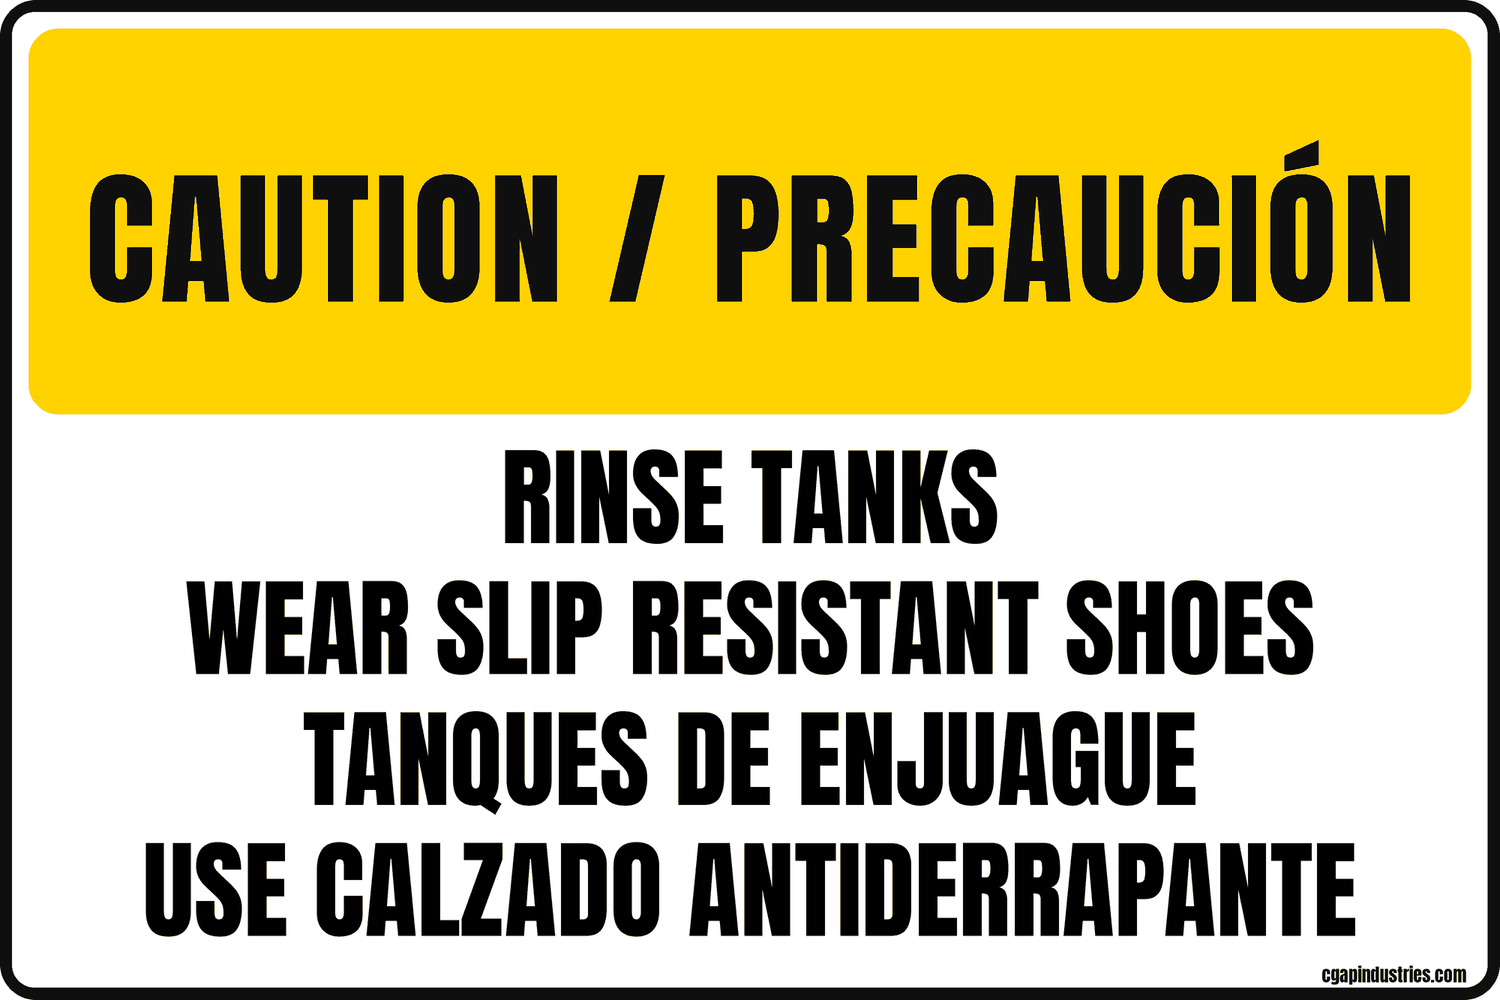 CAUTION / PRECAUCIÓN
RINSE TANKS
WEAR SLIP RESISTANT SHOES
TANQUES DE ENJUAGUE
USE CALZADO ANTIDERRAPANTE
cgapindustries.com